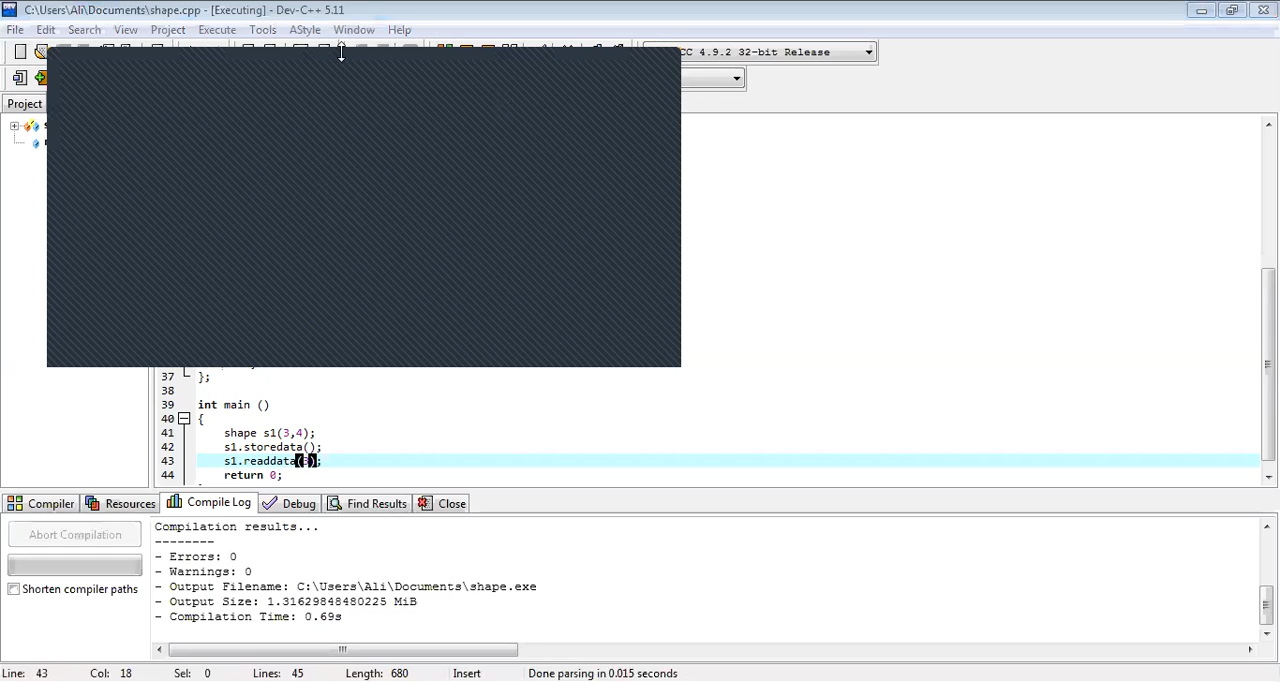 C:\Users\Ali\Documents\shape.cpp - [Executing] - Dev-C++ 5.11
File Edit Search View Project Execute Tools AStyle Window Help
CC 4.9.2 32-bit Release
Project
37 };
38
39 int main ()
40 {
41 shape s1(3,4);
42 s1.storedata();
43 s1.readdata(3);
44 return 0;
Compiler Resources Compile Log Debug Find Results Close
Abort Compilation
Shorten compiler paths
Compilation results...
--------
- Errors: 0
- Warnings: 0
- Output Filename: C:\Users\Ali\Documents\shape.exe
- Output Size: 1.31629848480225 MiB
- Compilation Time: 0.69s
Line: 43 Col: 18 Sel: 0 Lines: 45 Length: 680 Insert Done parsing in 0.015 seconds